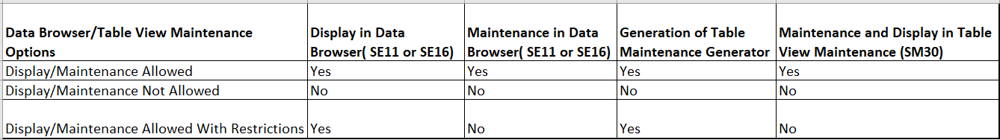 Data Browser/Table View Maintenance Options Display in Data Browser( SE11 or SE16) Maintenance in Data Browser( SE11 or SE16) Generation of Table Maintenance Generator Maintenance and Display in Table View Maintenance (SM30)
Display/Maintenance Allowed Yes Yes Yes Yes
Display/Maintenance Not Allowed No No No No
Display/Maintenance Allowed With Restrictions Yes No Yes No